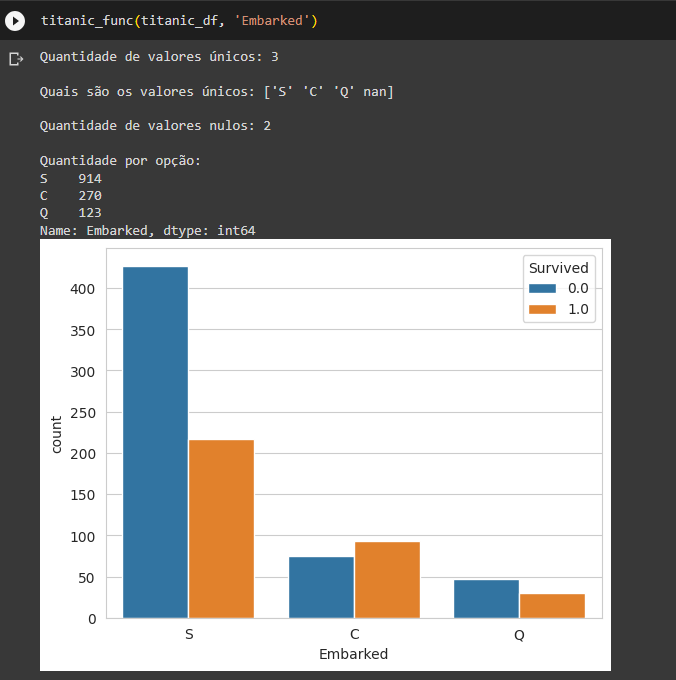 titanic_func(titanic_df, 'Embarked')
Quantidade de valores únicos: 3
Quais são os valores únicos: ['S' 'C' 'Q' nan]
Quantidade de valores nulos: 2
Quantidade por opção:
S    914
C    270
Q    123
Name: Embarked, dtype: int64
Survived
0.0
1.0
400
350
300
250
200
150
100
50
0
count
S
C
Q
Embarked